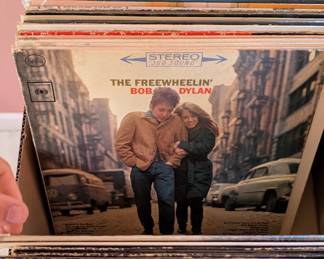 STEREO
360 SOUND
THE FREEWHEELIN'
BOB DYLAN